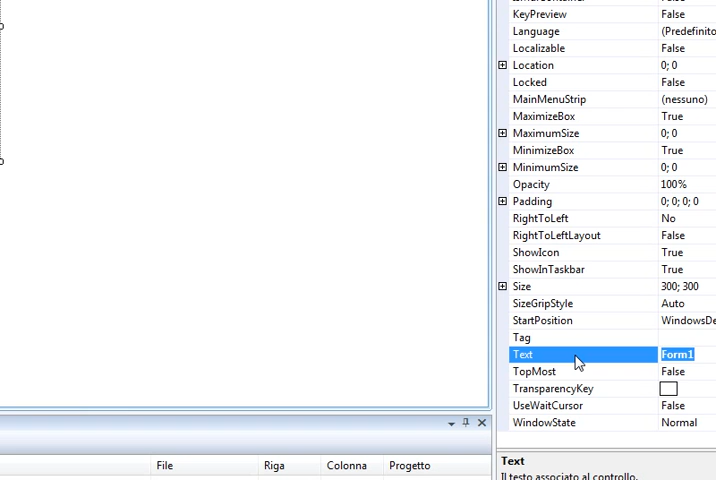 KeyPreview False
Language (Predefinito
Localizable False
Location 0; 0
Locked False
MainMenuStrip (nessuno)
MaximizeBox True
MaximumSize 0; 0
MinimizeBox True
MinimumSize 0; 0
Opacity 100%
Padding 0; 0; 0; 0
RightToLeft No
RightToLeftLayout False
ShowIcon True
ShowInTaskbar True
Size 300; 300
SizeGripStyle Auto
StartPosition WindowsDe
Tag
Text Form1
TopMost False
TransparencyKey
UseWaitCursor False
WindowState Normal
File Riga Colonna Progetto
Text
Il testo associato al controllo.